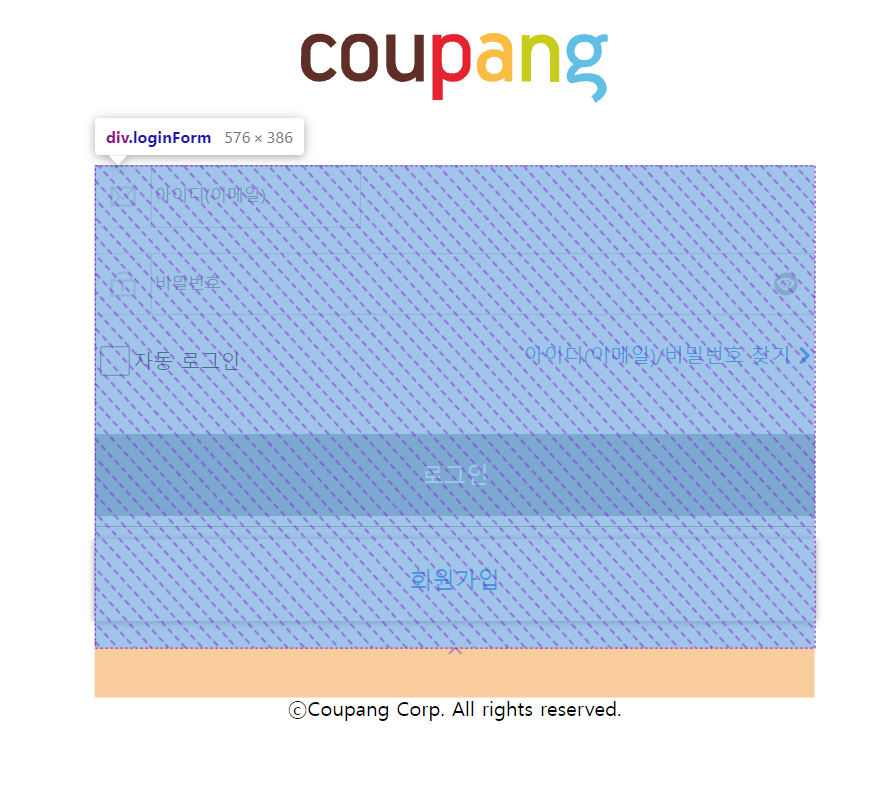 coupang
div.loginForm 576 × 386
아이디(이메일)
비밀번호
자동 로그인 아이디(이메일)/비밀번호 찾기
로그인
회원가입
ⓒCoupang Corp. All rights reserved.